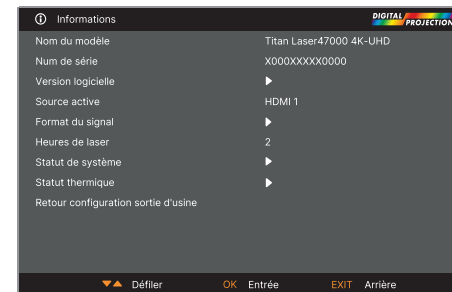 Informations
DIGITAL PROJECTION
Nom du modèle Titan Laser47000 4K-UHD
Num de série X000XXXXX0000
Version logicielle
Source active HDMI 1
Format du signal
Heures de laser 2
Statut de système
Statut thermique
Retour configuration sortie d'usine
Défiler OK Entrée EXIT Arrière